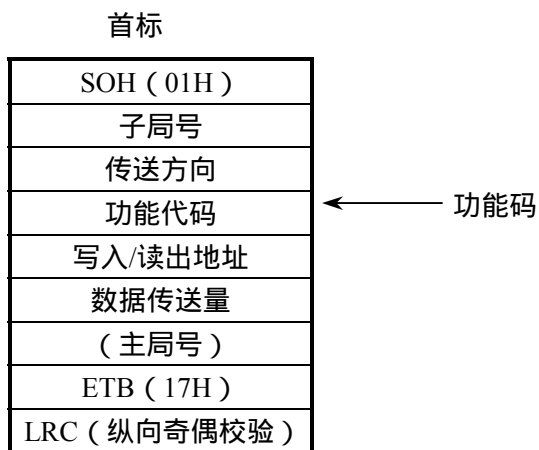 首标
SOH（01H）
子局号
传送方向
功能代码
功能码
写入/读出地址
数据传送量
（主局号）
ETB（17H）
LRC（纵向奇偶校验）